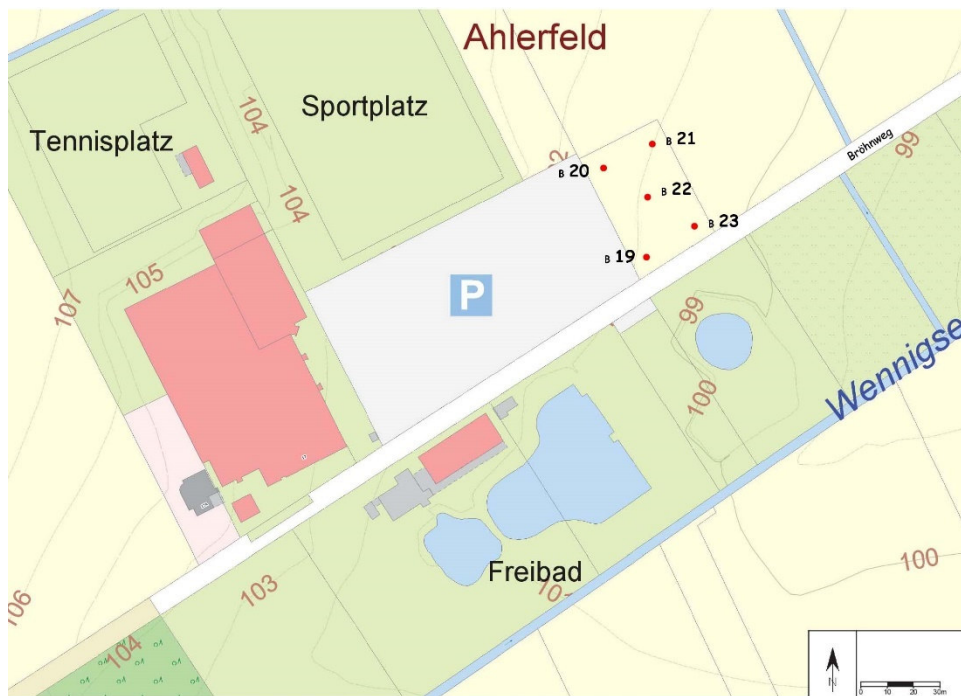 Ahlerfeld
Sportplatz
Tennisplatz
104
104
105
107
106
P
B 20
B 21
B 22
B 23
B 19
Bröhnweg
99
99
100
Wennigse
Freibad
103
104
100
N
0 10 20 30m